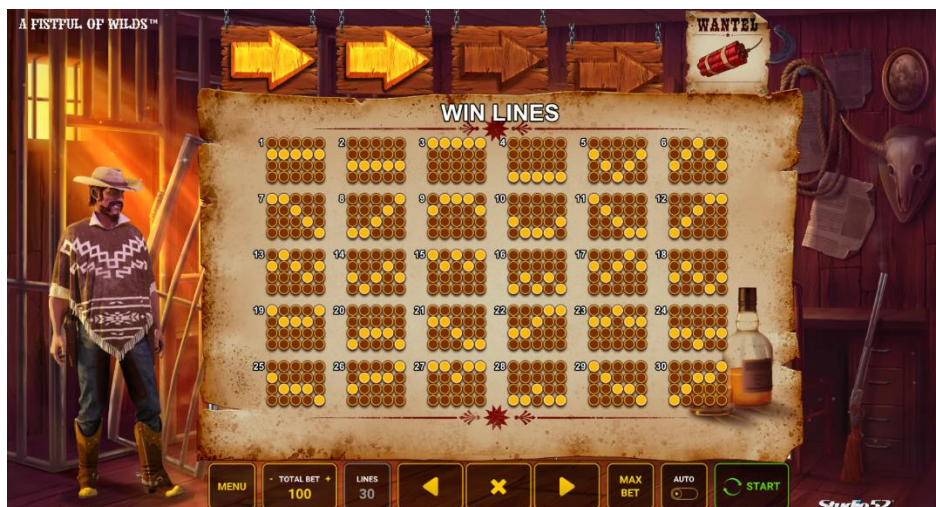 A FISTFUL OF WILDS™
WANTED
WIN LINES
1 2 3 4 5 6
7 8 9 10 11 12
13 14 15 16 17 18
19 20 21 22 23 24
25 26 27 28 29 30
MENU
- TOTAL BET +
100
LINES
30
MAX
BET
AUTO
START
Studio52